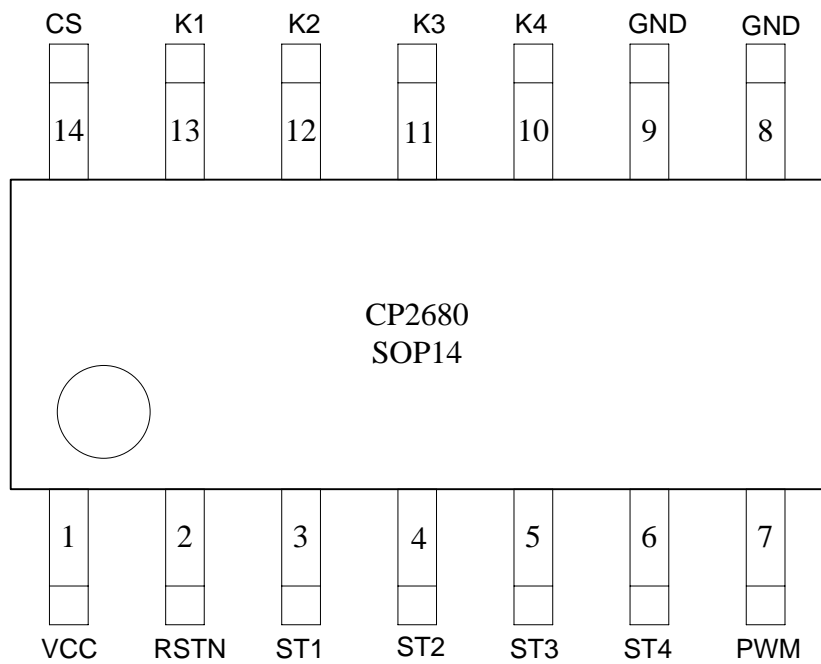 CS K1 K2 K3 K4 GND GND
14 13 12 11 10 9 8
CP2680
SOP14
1 2 3 4 5 6 7
VCC RSTN ST1 ST2 ST3 ST4 PWM